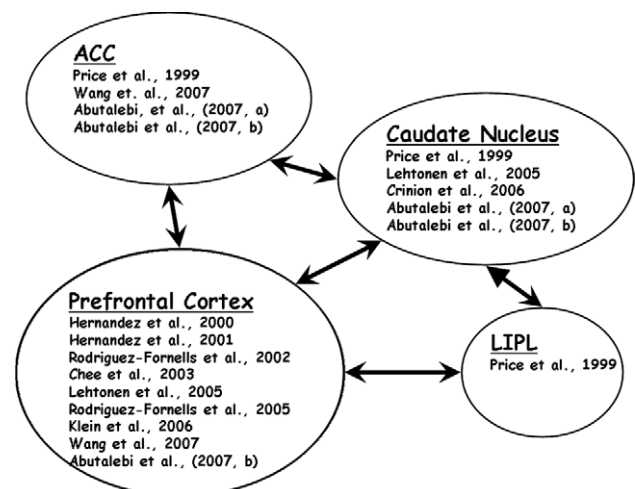 ACC
Price et al., 1999
Wang et. al., 2007
Abutalebi, et al., (2007, a)
Abutalebi et al., (2007, b)
Caudate Nucleus
Price et al., 1999
Lehtonen et al., 2005
Crinion et al., 2006
Abutalebi et al., (2007, a)
Abutalebi et al., (2007, b)
Prefrontal Cortex
Hernandez et al., 2000
Hernandez et al., 2001
Rodriguez-Fornells et al., 2002
Chee et al., 2003
Lehtonen et al., 2005
Rodriguez-Fornells et al., 2005
Klein et al., 2006
Wang et al., 2007
Abutalebi et al., (2007, b)
LIPL
Price et al., 1999